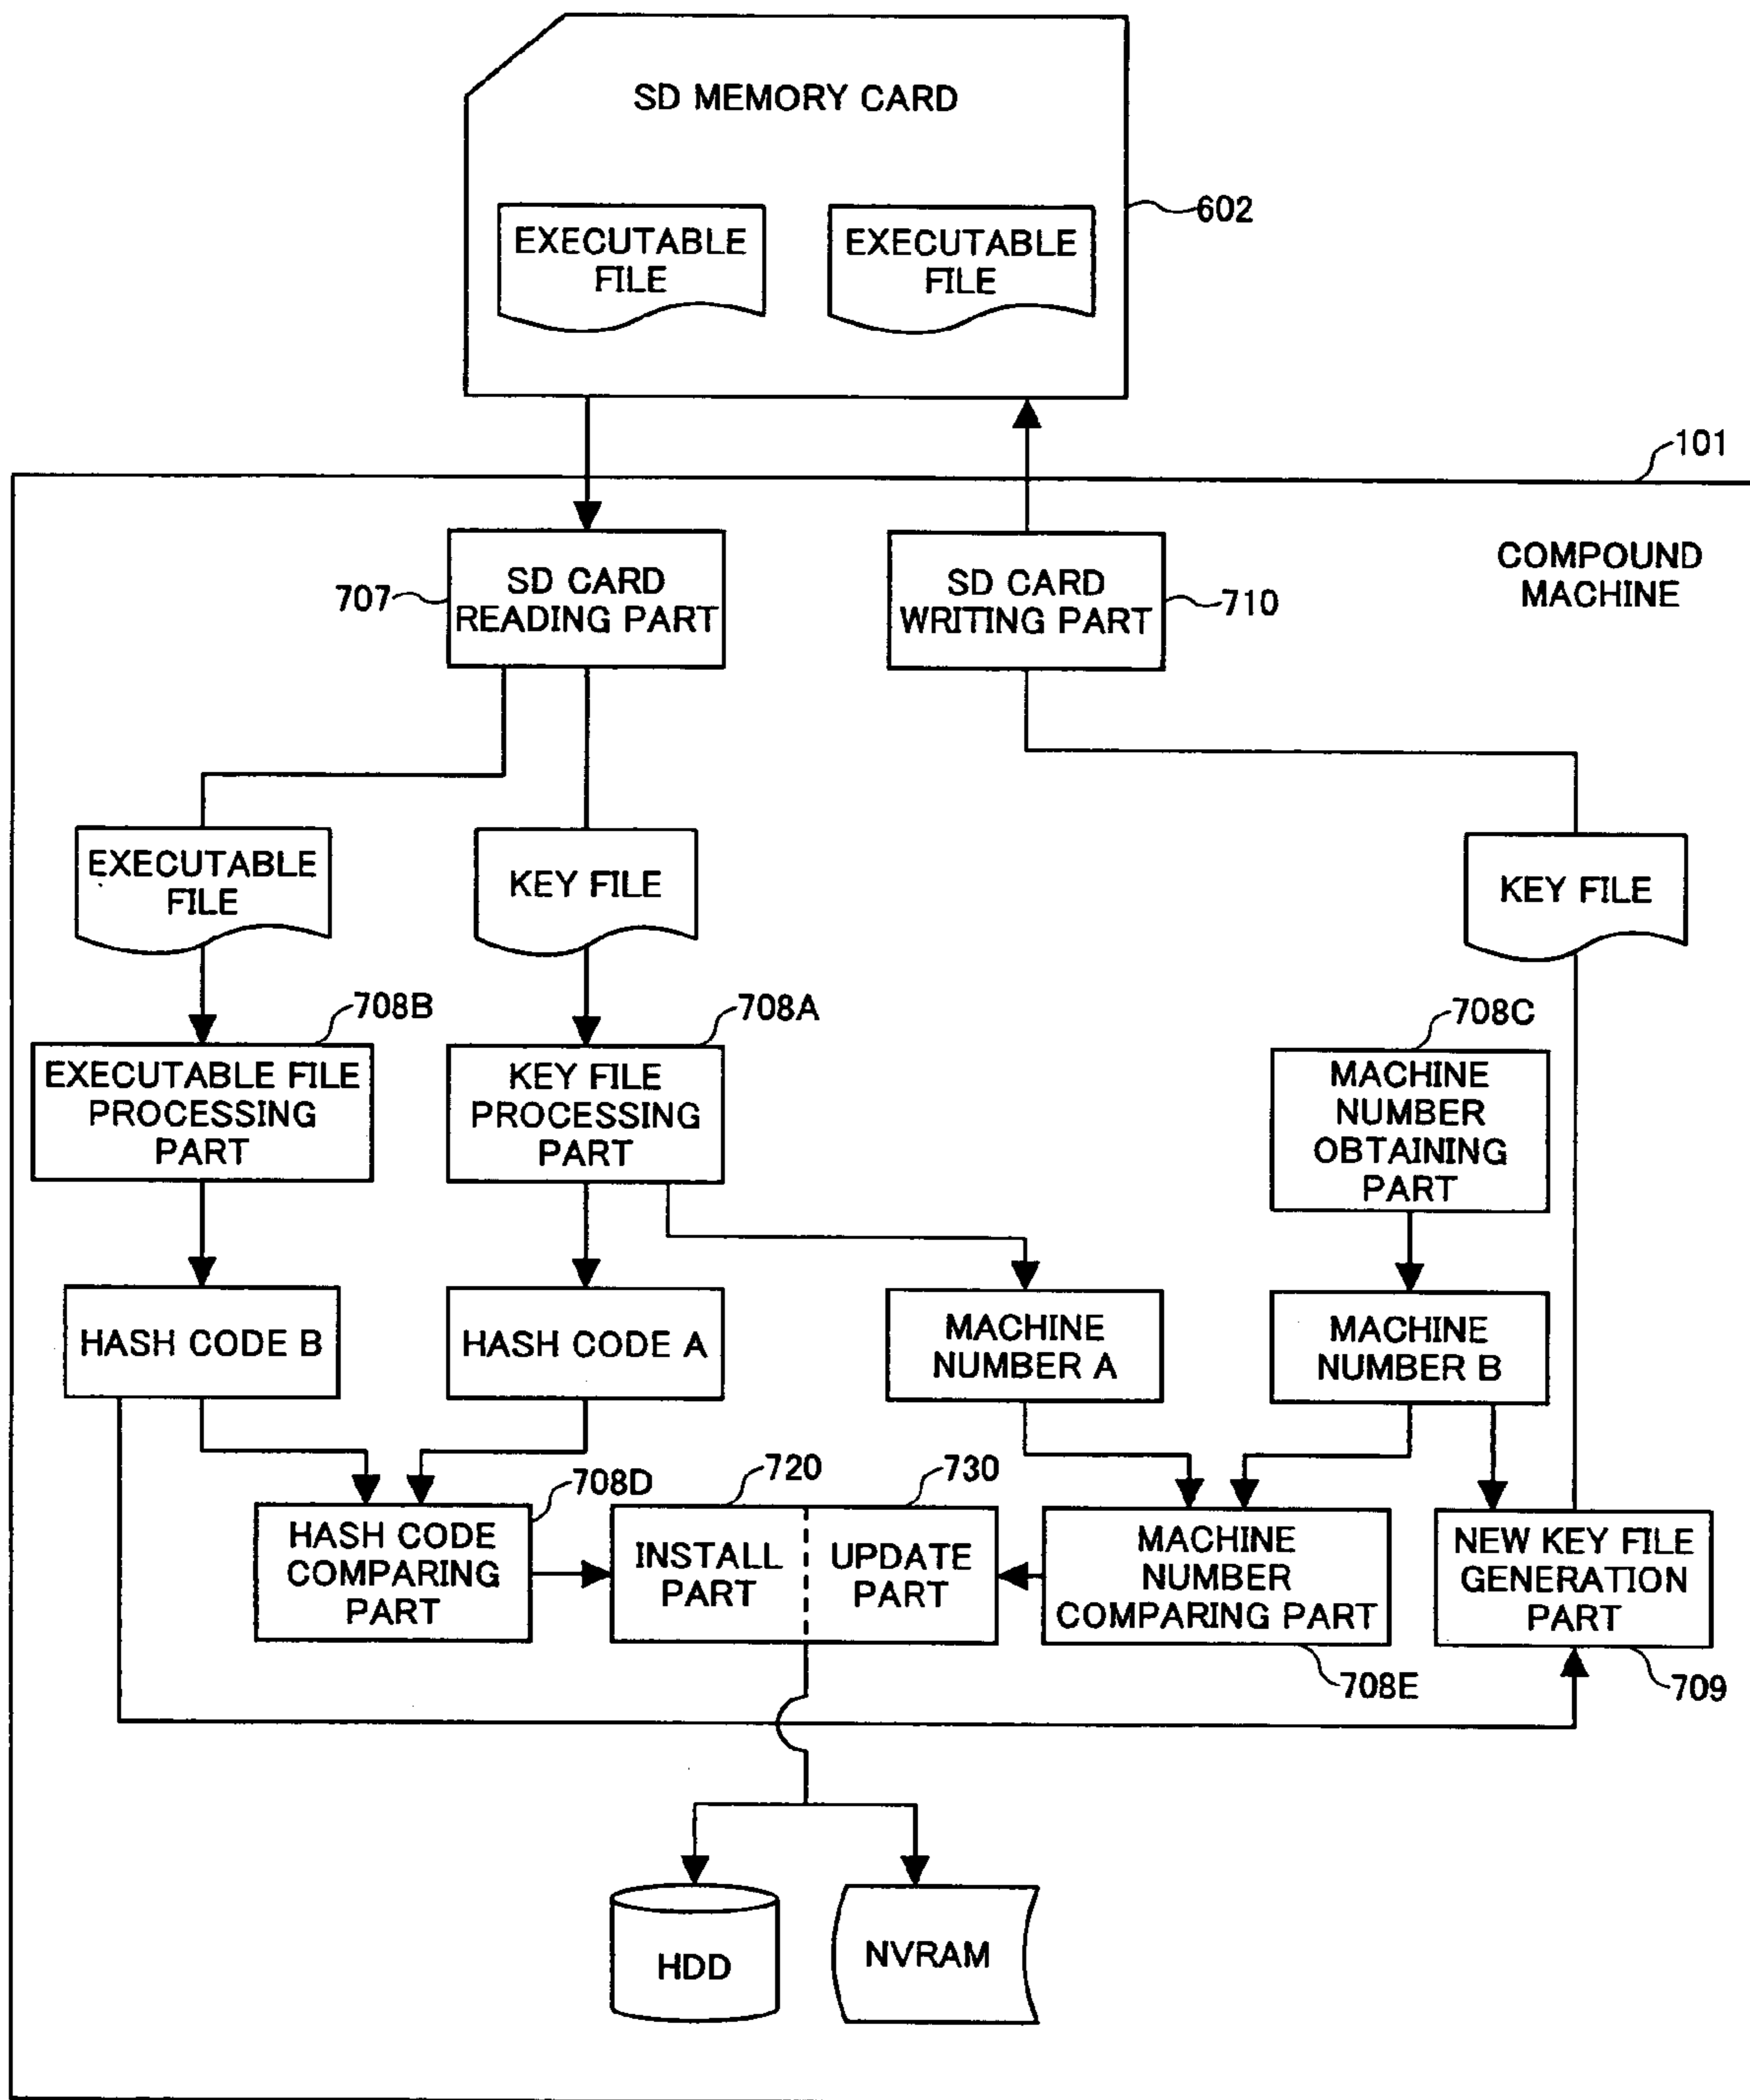 SD MEMORY CARD
EXECUTABLE
FILE
EXECUTABLE
FILE
602
101
COMPOUND
MACHINE
SD CARD
READING PART
707
SD CARD
WRITING PART
710
EXECUTABLE
FILE
KEY FILE
KEY FILE
708B
708A
708C
EXECUTABLE FILE
PROCESSING
PART
KEY FILE
PROCESSING
PART
MACHINE
NUMBER
OBTAINING
PART
HASH CODE B
HASH CODE A
MACHINE
NUMBER A
MACHINE
NUMBER B
708D
720
730
HASH CODE
COMPARING
PART
INSTALL
PART
UPDATE
PART
MACHINE
NUMBER
COMPARING PART
NEW KEY FILE
GENERATION
PART
708E
709
HDD
NVRAM